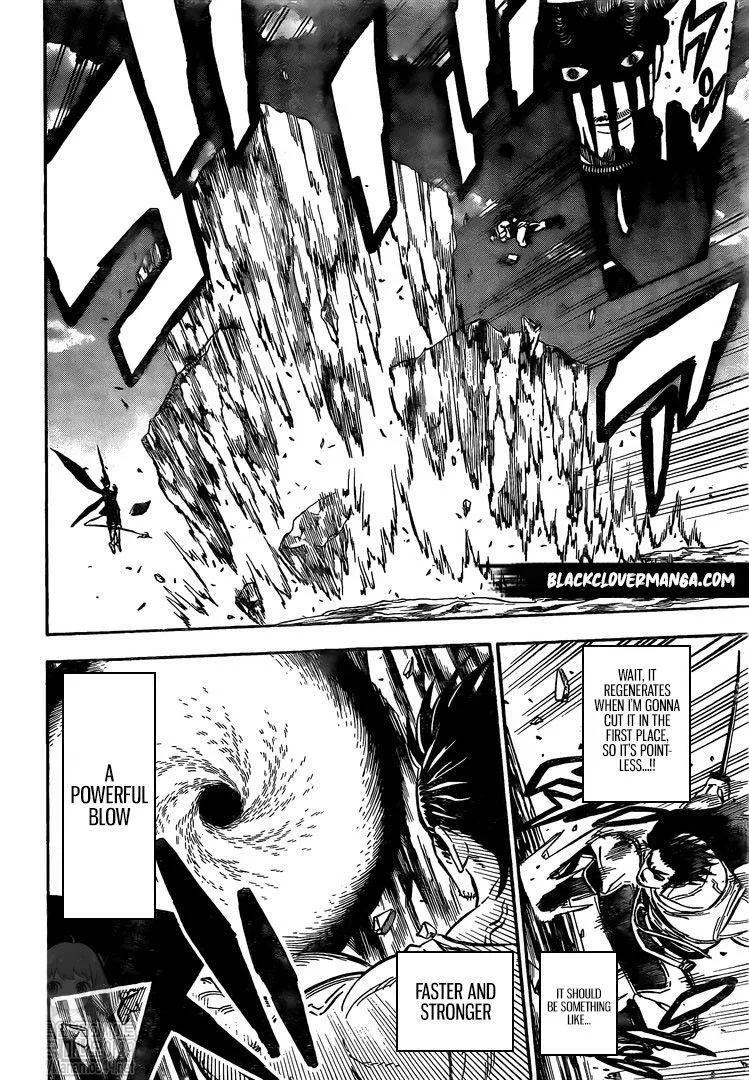 BLACKCLOVERMANGA.COM
WAIT, IT
REGENERATES
WHEN I'M GONNA
CUT IT IN THE
FIRST PLACE,
SO IT'S POINT-
LESS...!!
IT SHOULD
BE SOMETHING
LIKE...
A
POWERFUL
BLOW
FASTER AND
STRONGER